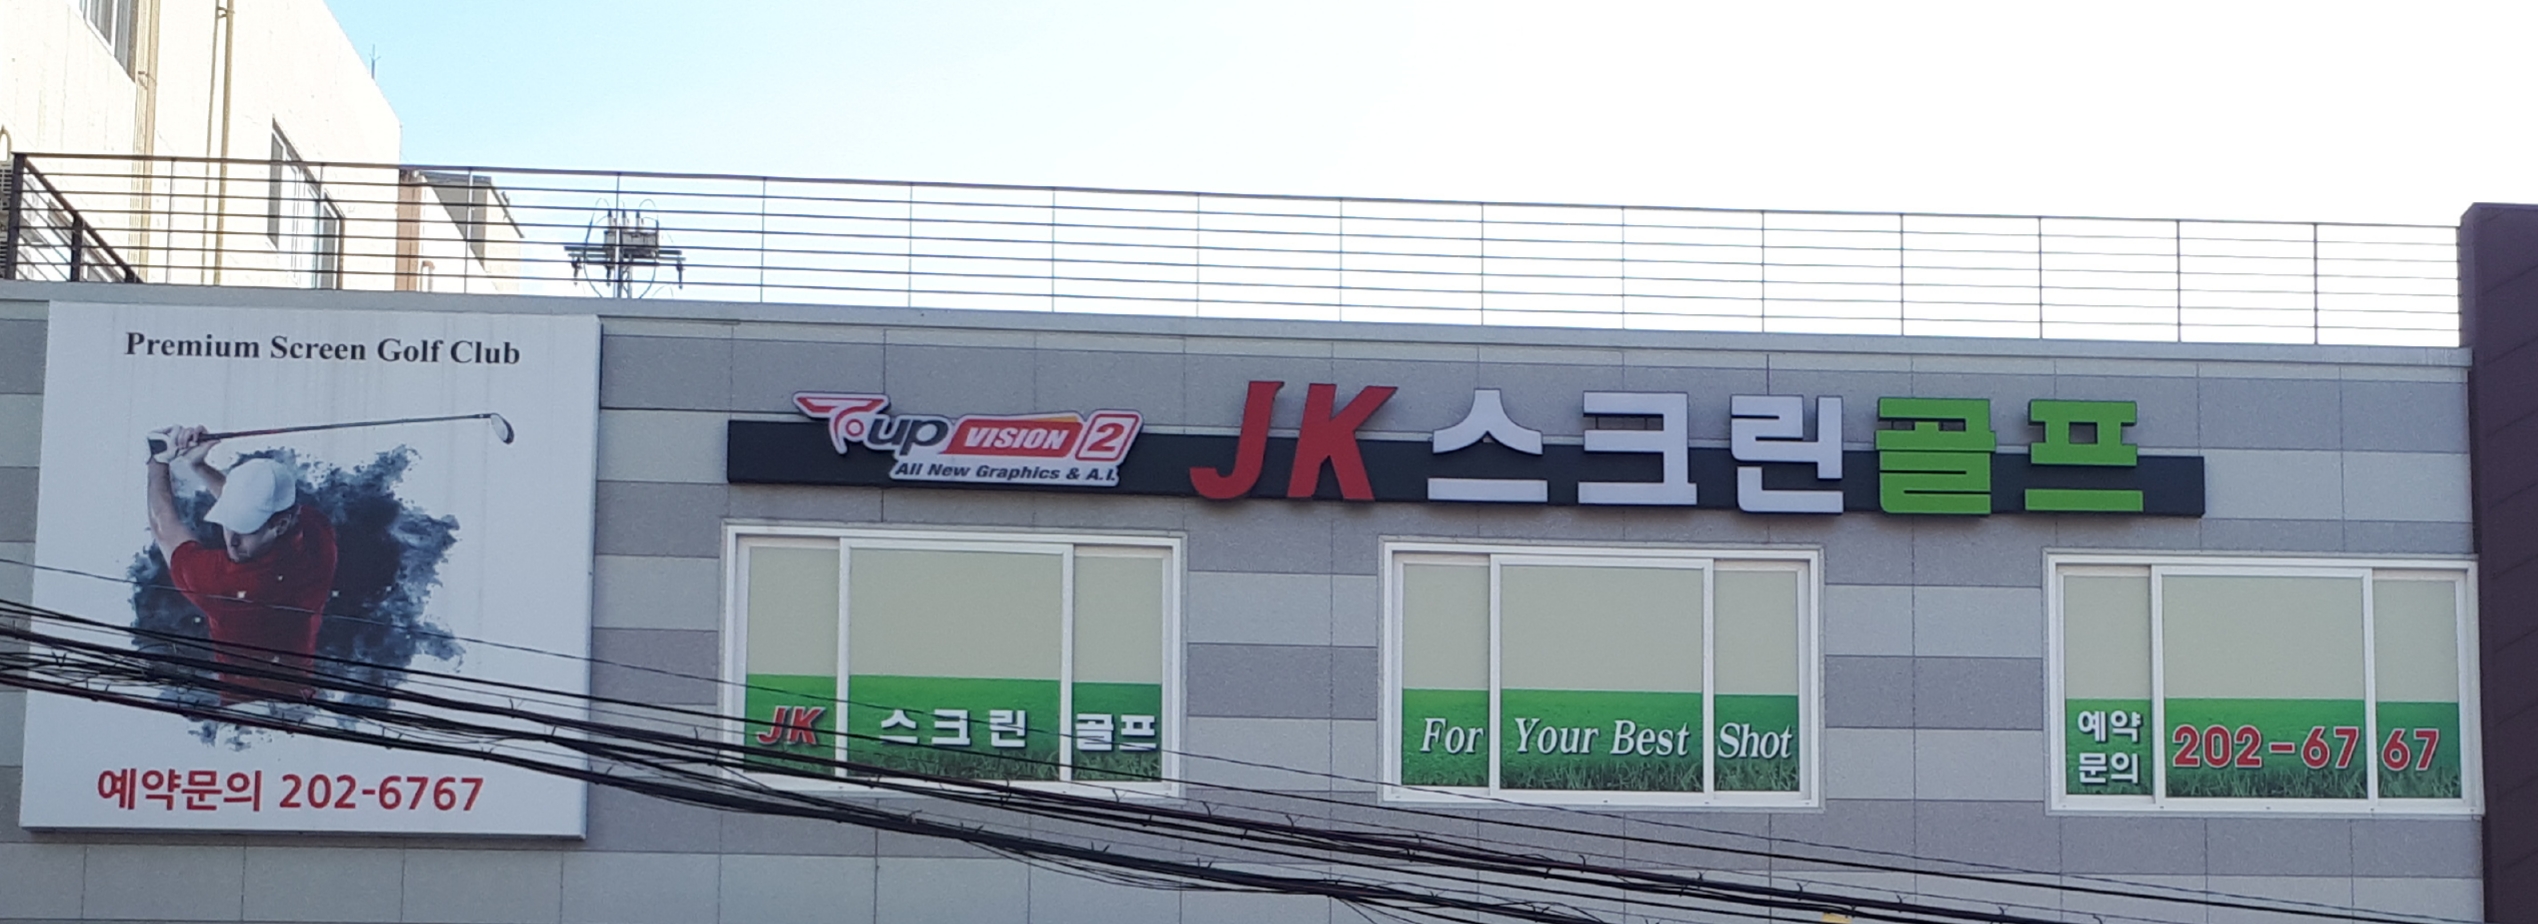 Premium Screen Golf Club
예약문의 202-6767
Tup VISION 2
All New Graphics & A.I.
JK 스크린골프
JK 스크린 골프
For Your Best Shot
예약
문의
202-6767